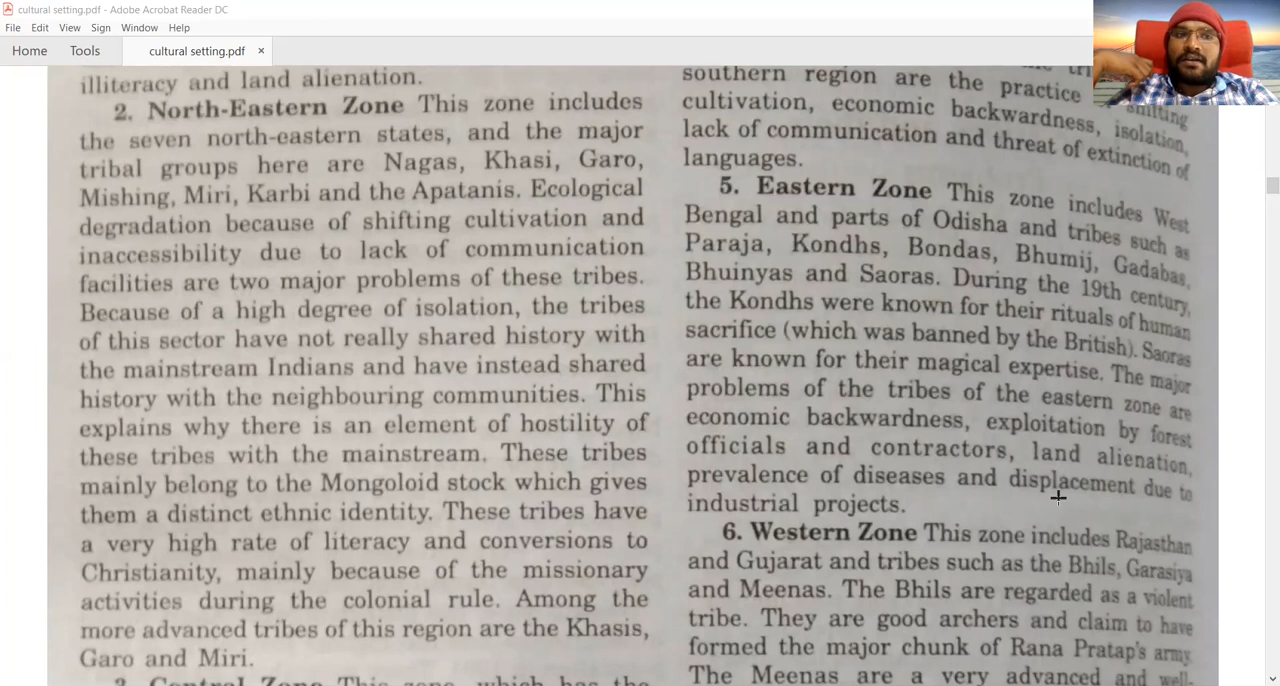 cultural setting.pdf - Adobe Acrobat Reader DC
File Edit View Sign Window Help
Home Tools cultural setting.pdf ×
illiteracy and land alienation.
2. North-Eastern Zone This zone includes
the seven north-eastern states, and the major
tribal groups here are Nagas, Khasi, Garo,
Mishing, Miri, Karbi and the Apatanis. Ecological
degradation because of shifting cultivation and
inaccessibility due to lack of communication
facilities are two major problems of these tribes.
Because of a high degree of isolation, the tribes
of this sector have not really shared history with
the mainstream Indians and have instead shared
history with the neighbouring communities. This
explains why there is an element of hostility of
these tribes with the mainstream. These tribes
mainly belong to the Mongoloid stock which gives
them a distinct ethnic identity. These tribes have
a very high rate of literacy and conversions to
Christianity, mainly because of the missionary
activities during the colonial rule. Among the
more advanced tribes of this region are the Khasis,
Garo and Miri.
3. Central Zone This zone, which has the
southern region are the practice shifting
cultivation, economic backwardness, isolation,
lack of communication and threat of extinction of
languages.
5. Eastern Zone This zone includes West
Bengal and parts of Odisha and tribes such as
Paraja, Kondhs, Bondas, Bhumij, Gadabas,
Bhuinyas and Saoras. During the 19th century,
the Kondhs were known for their rituals of human
sacrifice (which was banned by the British). Saoras
are known for their magical expertise. The major
problems of the tribes of the eastern zone are
economic backwardness, exploitation by forest
officials and contractors, land alienation,
prevalence of diseases and displacement due to
industrial projects.
6. Western Zone This zone includes Rajasthan
and Gujarat and tribes such as the Bhils, Garasiya
and Meenas. The Bhils are regarded as a violent
tribe. They are good archers and claim to have
formed the major chunk of Rana Pratap's army.
The Meenas are a very advanced and well-